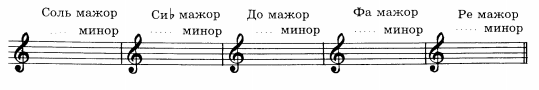 Соль мажор Си♭ мажор До мажор Фа мажор Ре мажор
..... минор ..... минор ..... минор ..... минор ..... минор